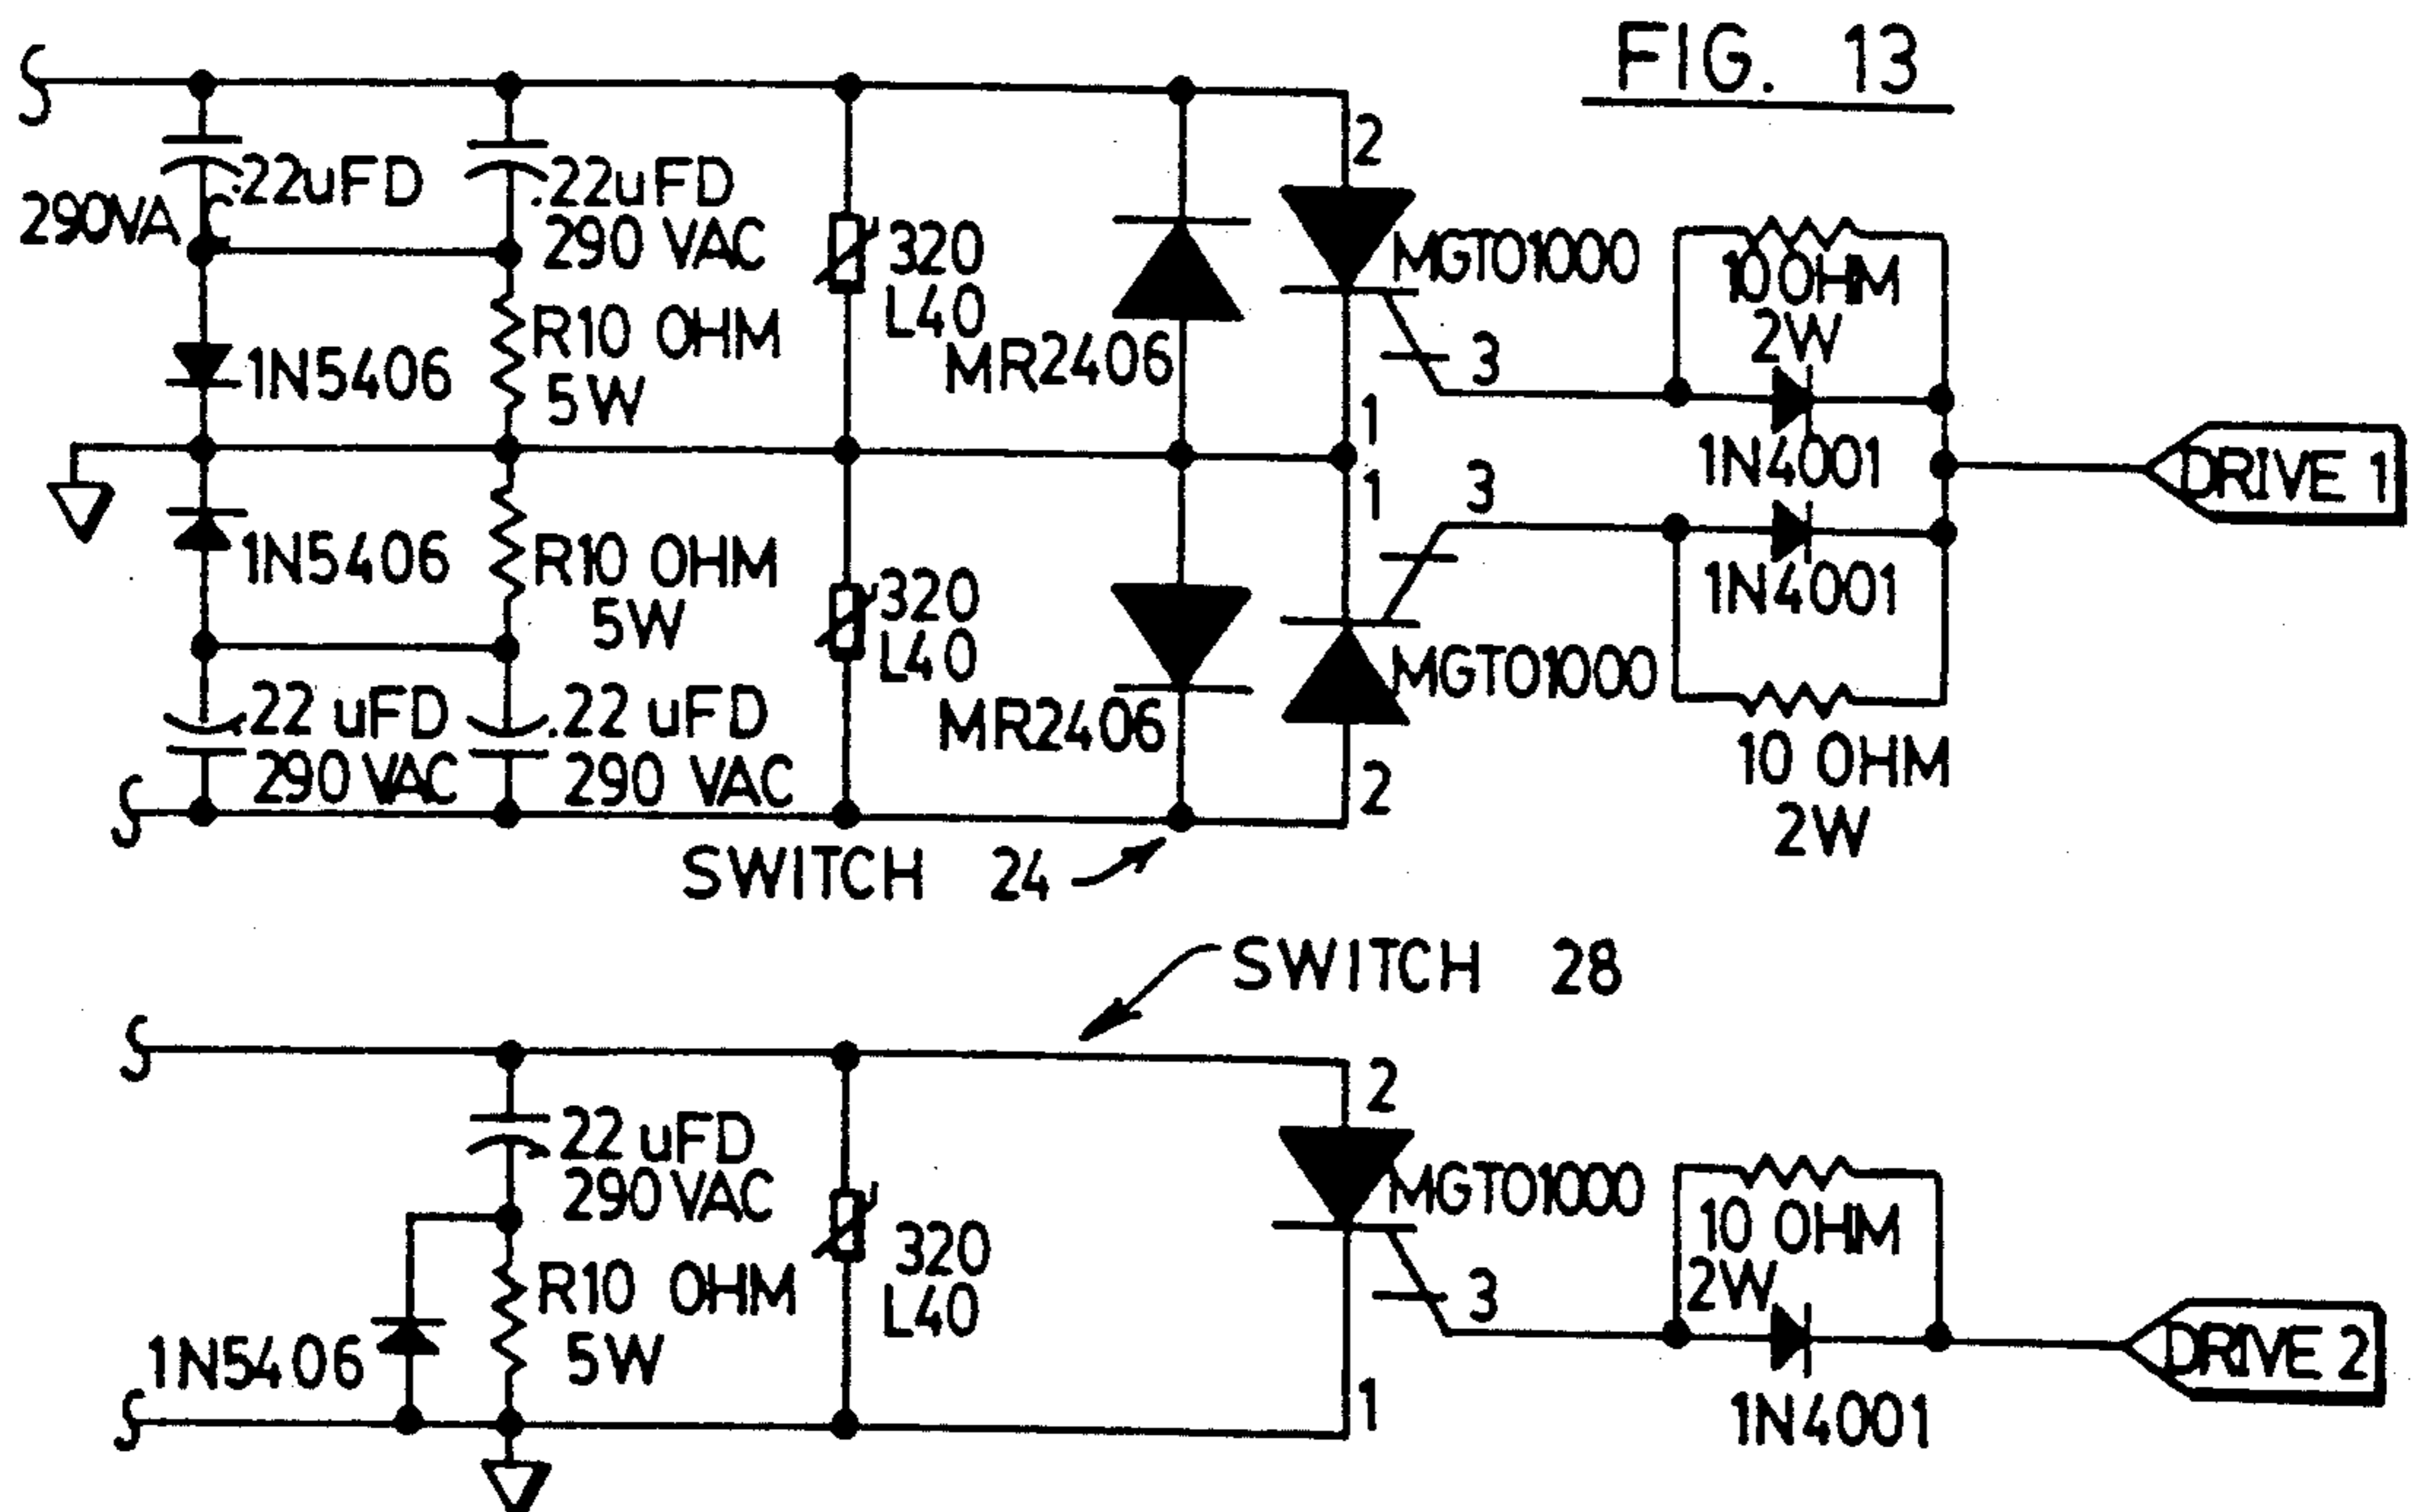 FIG. 13
2
.22uFD
290VAC
.22uFD
290 VAC
320
L40
MR2406
MGTO1000
10 OHM
2W
R10 OHM
5W
1N5406
3
1
1N4001
DRIVE 1
1
3
1N5406
R10 OHM
5W
320
L40
1N4001
MGTO1000
MR2406
.22 uFD
290 VAC
.22 uFD
290 VAC
2
10 OHM
2W
SWITCH 24
SWITCH 28
2
.22 uFD
290 VAC
MGTO1000
10 OHM
2W
320
L40
R10 OHM
5W
1N5406
3
DRIVE 2
1
1N4001